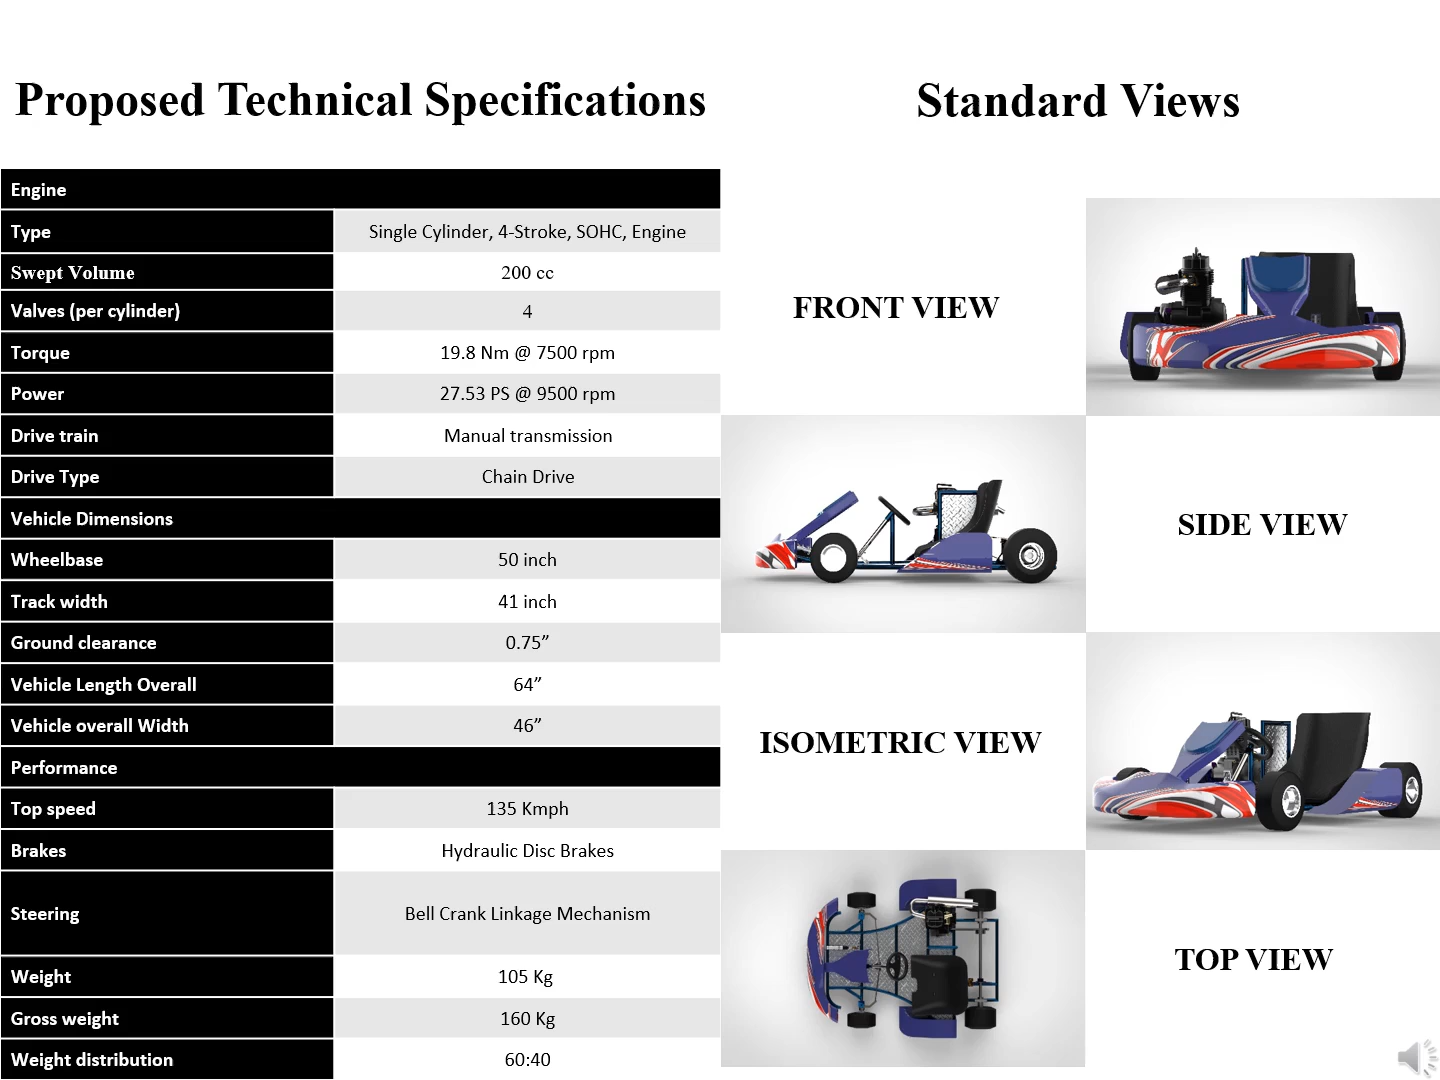 Proposed Technical Specifications
Engine
Type Single Cylinder, 4-Stroke, SOHC, Engine
Swept Volume 200 cc
Valves (per cylinder) 4
Torque 19.8 Nm @ 7500 rpm
Power 27.53 PS @ 9500 rpm
Drive train Manual transmission
Drive Type Chain Drive
Vehicle Dimensions
Wheelbase 50 inch
Track width 41 inch
Ground clearance 0.75”
Vehicle Length Overall 64”
Vehicle overall Width 46”
Performance
Top speed 135 Kmph
Brakes Hydraulic Disc Brakes
Steering Bell Crank Linkage Mechanism
Weight 105 Kg
Gross weight 160 Kg
Weight distribution 60:40
Standard Views
FRONT VIEW
SIDE VIEW
ISOMETRIC VIEW
TOP VIEW